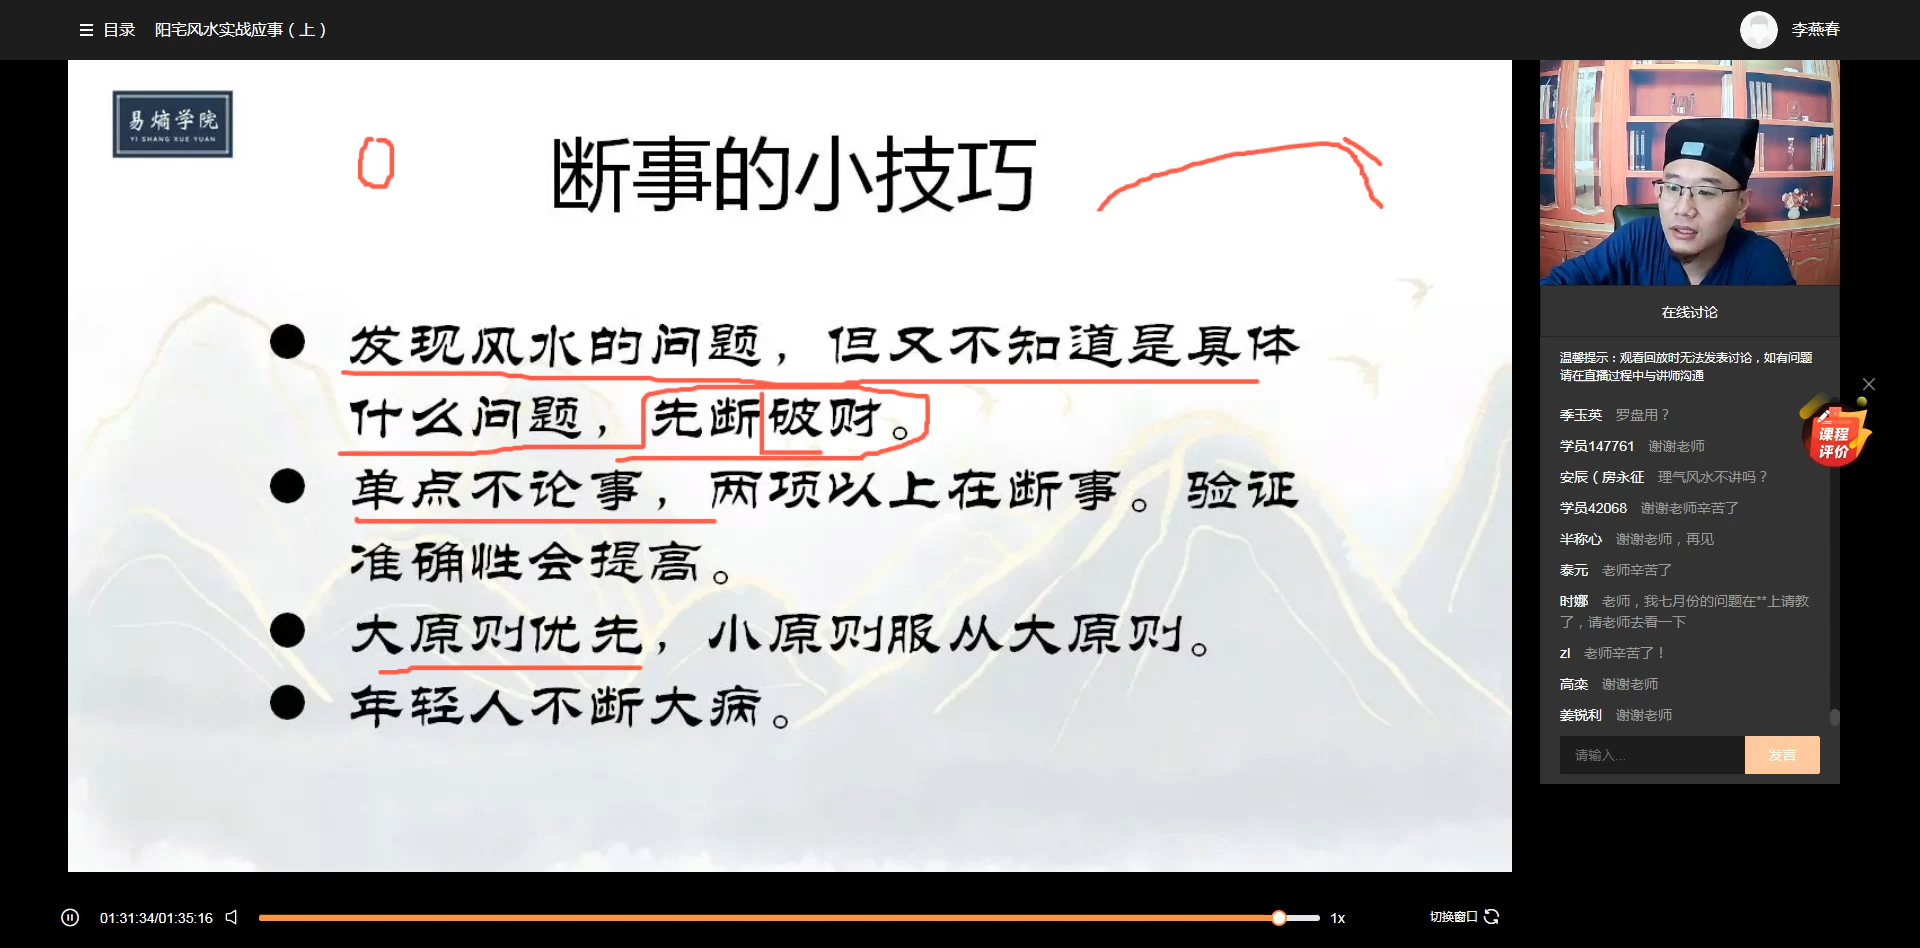 目录 阳宅风水实战应事（上）
李燕春
易熵学院
YI SHANG XUE YUAN
断事的小技巧
发现风水的问题，但又不知道是具体
什么问题，先断破财。
单点不论事，两项以上在断事。验证
准确性会提高。
大原则优先，小原则服从大原则。
年轻人不断大病。
在线讨论
温馨提示：观看回放时无法发表讨论，如有问题
请在直播过程中与讲师沟通
季玉英 罗盘用？
学员147761 谢谢老师
安辰（房永征 理气风水不讲吗？
学员42068 谢谢老师辛苦了
半称心 谢谢老师，再见
泰元 老师辛苦了
时娜 老师，我七月份的问题在**上请教
了，请老师去看一下
zl 老师辛苦了！
高栾 谢谢老师
姜锐利 谢谢老师
请输入... 发言
课程
评价
01:31:34/01:35:16 1x 切换窗口